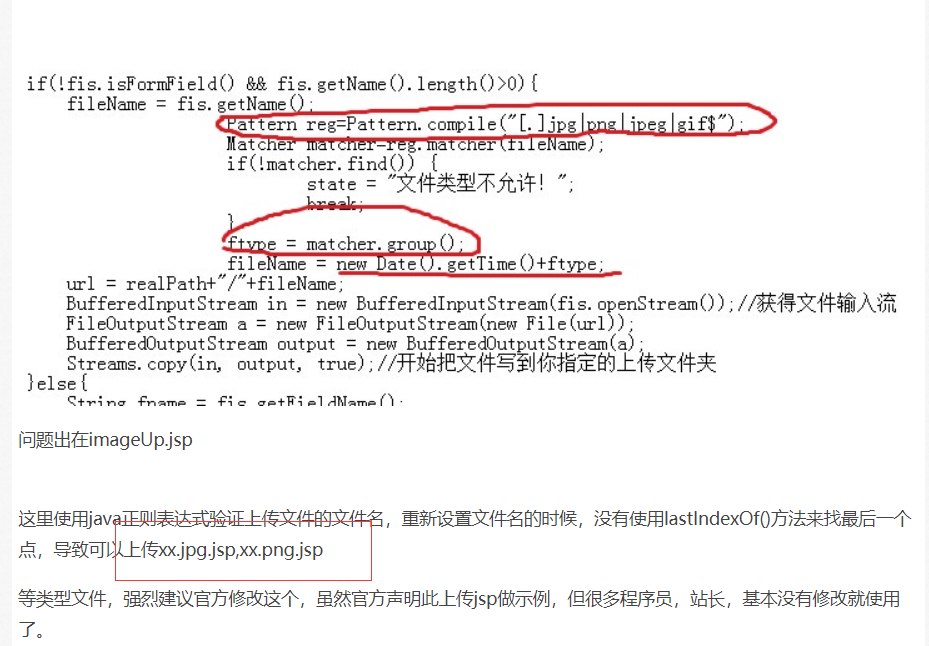 if(!fis.isFormField() && fis.getName().length()>0){
fileName = fis.getName();
Pattern reg=Pattern.compile("[.]jpg|png|jpeg|gif$");
Matcher matcher=reg.matcher(fileName);
if(!matcher.find()) {
state = "文件类型不允许！";
break;
}
ftype = matcher.group();
fileName = new Date().getTime()+ftype;
url = realPath+"/"+fileName;
BufferedInputStream in = new BufferedInputStream(fis.openStream());//获得文件输入流
FileOutputStream a = new FileOutputStream(new File(url));
BufferedOutputStream output = new BufferedOutputStream(a);
Streams.copy(in, output, true);//开始把文件写到你指定的上传文件夹
}else{
String fname = fis.getFieldName();
问题出在imageUp.jsp
这里使用java正则表达式验证上传文件的文件名，重新设置文件名的时候，没有使用lastIndexOf()方法来找最后一个
点，导致可以上传xx.jpg.jsp,xx.png.jsp
等类型文件，强烈建议官方修改这个，虽然官方声明此上传jsp做示例，但很多程序员，站长，基本没有修改就使用
了。